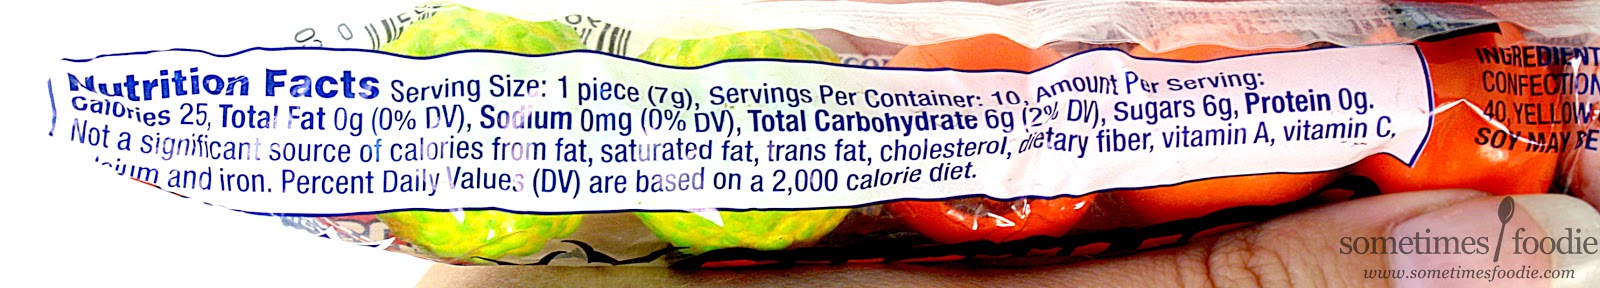 Nutrition Facts Serving Size: 1 piece (7g), Servings Per Container: 10, Amount Per Serving:
Calories 25, Total Fat 0g (0% DV), Sodium 0mg (0% DV), Total Carbohydrate 6g (2% DV), Sugars 6g, Protein 0g.
Not a significant source of calories from fat, saturated fat, trans fat, cholesterol, dietary fiber, vitamin A, vitamin C,
and iron. Percent Daily Values (DV) are based on a 2,000 calorie diet.
INGREDIENT
CONFECTION
40, YELLOW
SOY MAY BE
sometimes foodie
www.sometimesfoodie.com